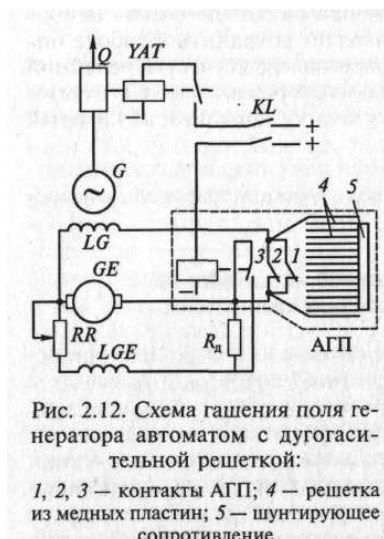 Q
YAT
KL
+
+
G
4
5
LG
GE
3
2
1
RR
Rд
АГП
LGE
Рис. 2.12. Схема гашения поля ге-
нератора автоматом с дугогаси-
тельной решеткой:
1, 2, 3 — контакты АГП; 4 — решетка
из медных пластин; 5 — шунтирующее
сопротивление